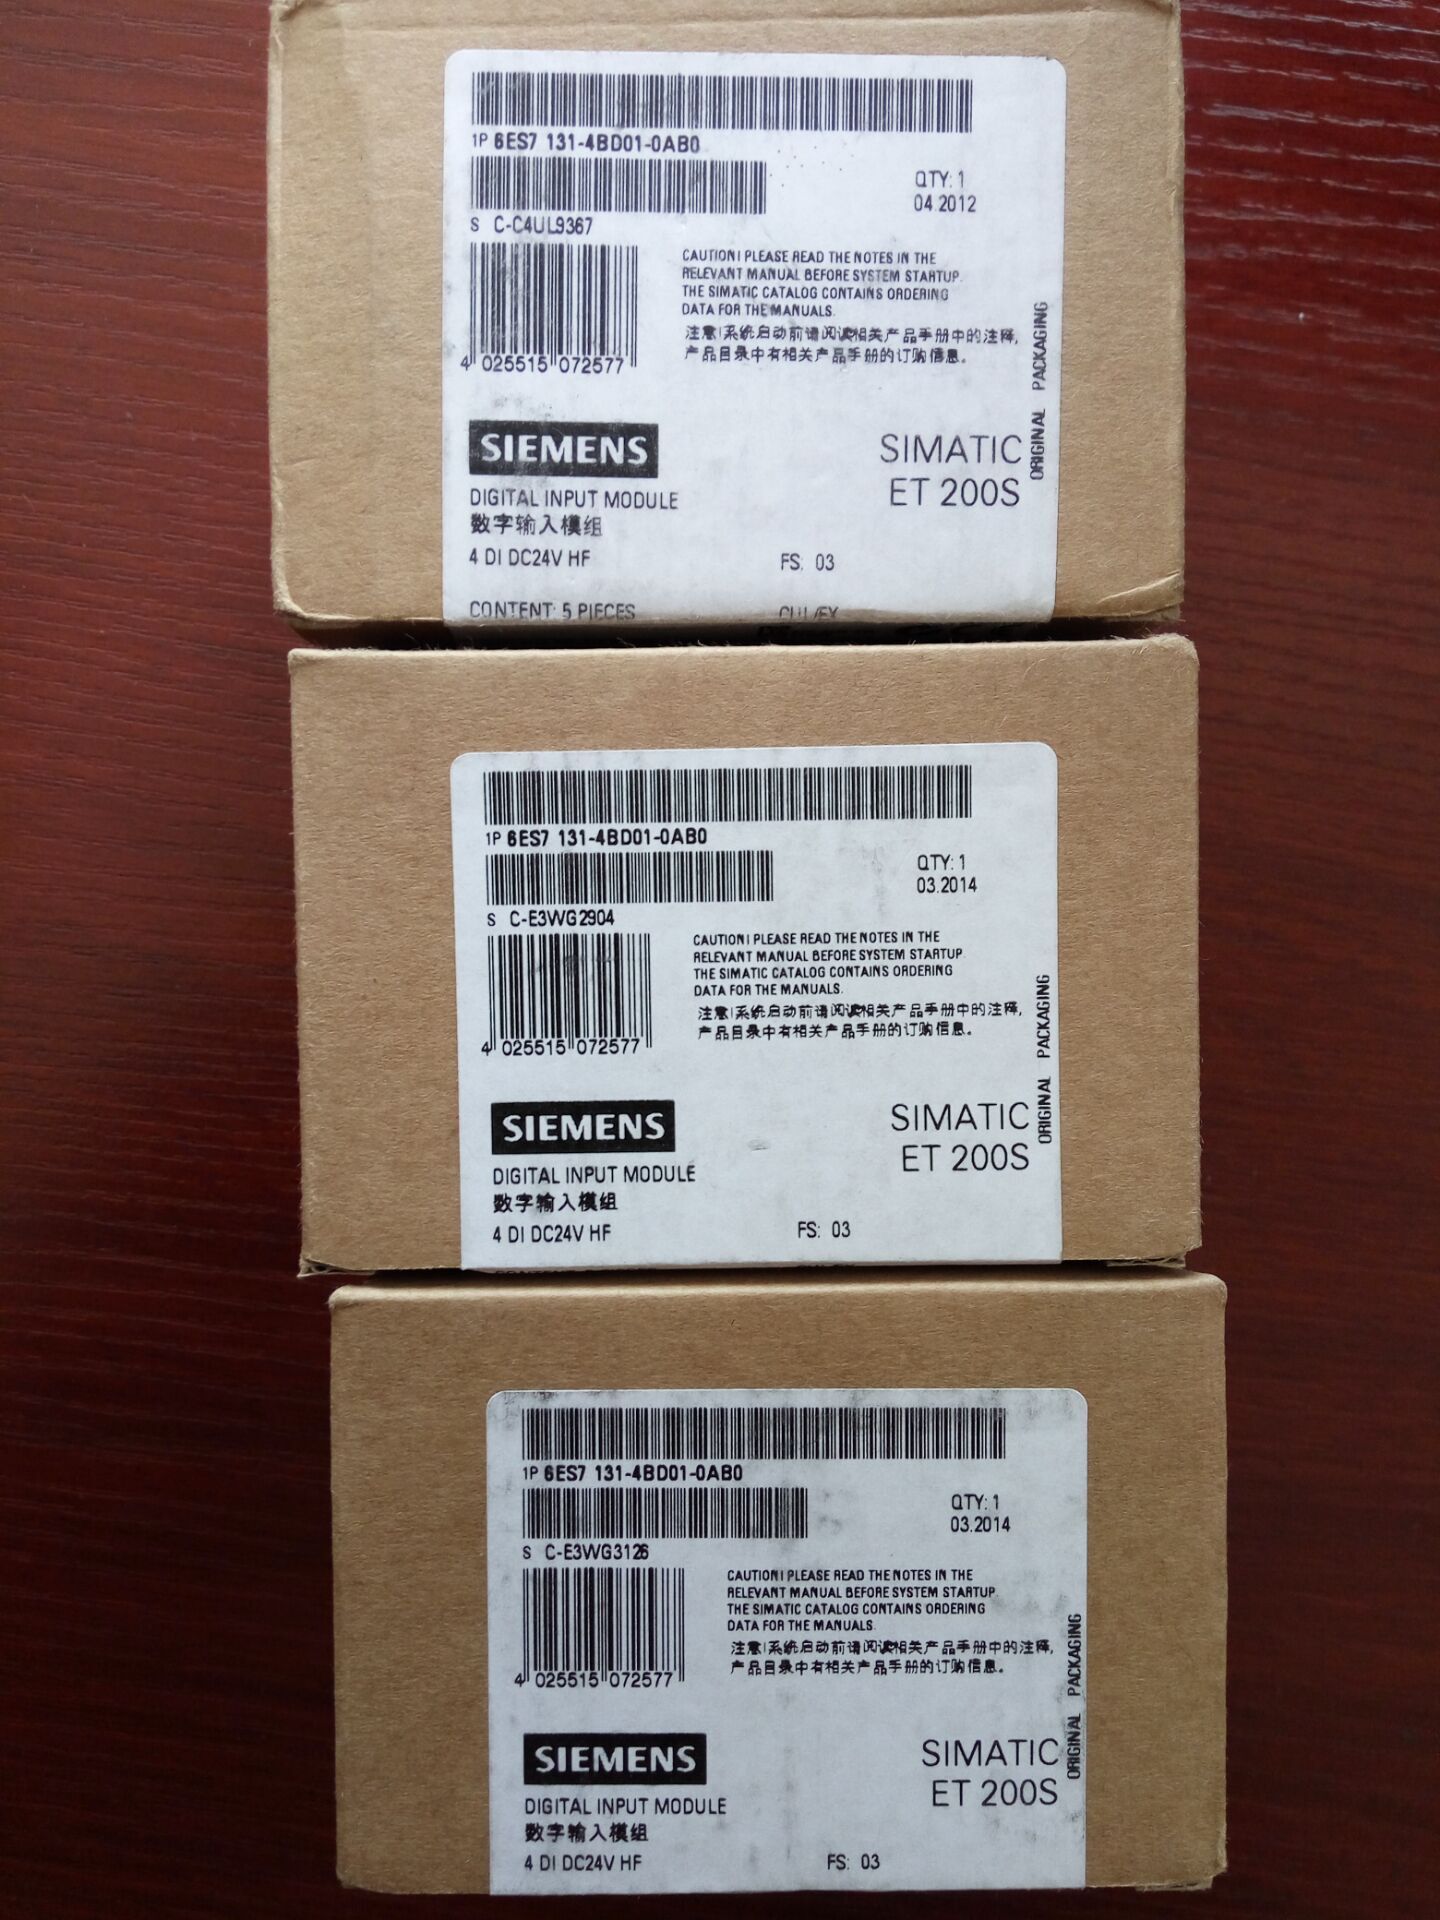 1P 6ES7 131-4BD01-0AB0
QTY: 1
04.2012
S C-C4UL9367
CAUTION! PLEASE READ THE NOTES IN THE
RELEVANT MANUAL BEFORE SYSTEM STARTUP.
THE SIMATIC CATALOG CONTAINS ORDERING
DATA FOR THE MANUALS.
注意!系统启动前请阅读相关产品手册中的注释,
产品目录中有相关产品手册的订购信息。
4 025515 072577
ORIGINAL PACKAGING
SIEMENS
SIMATIC
ET 200S
DIGITAL INPUT MODULE
数字输入模组
4 DI DC24V HF
FS: 03
CONTENT: 5 PIECES
CUL/EX
1P 6ES7 131-4BD01-0AB0
QTY: 1
03.2014
S C-E3WG2904
CAUTION! PLEASE READ THE NOTES IN THE
RELEVANT MANUAL BEFORE SYSTEM STARTUP.
THE SIMATIC CATALOG CONTAINS ORDERING
DATA FOR THE MANUALS.
注意!系统启动前请阅读相关产品手册中的注释,
产品目录中有相关产品手册的订购信息。
4 025515 072577
ORIGINAL PACKAGING
SIEMENS
SIMATIC
ET 200S
DIGITAL INPUT MODULE
数字输入模组
4 DI DC24V HF
FS: 03
1P 6ES7 131-4BD01-0AB0
QTY: 1
03.2014
S C-E3WG3126
CAUTION! PLEASE READ THE NOTES IN THE
RELEVANT MANUAL BEFORE SYSTEM STARTUP.
THE SIMATIC CATALOG CONTAINS ORDERING
DATA FOR THE MANUALS.
注意!系统启动前请阅读相关产品手册中的注释,
产品目录中有相关产品手册的订购信息。
4 025515 072577
ORIGINAL PACKAGING
SIEMENS
SIMATIC
ET 200S
DIGITAL INPUT MODULE
数字输入模组
4 DI DC24V HF
FS: 03